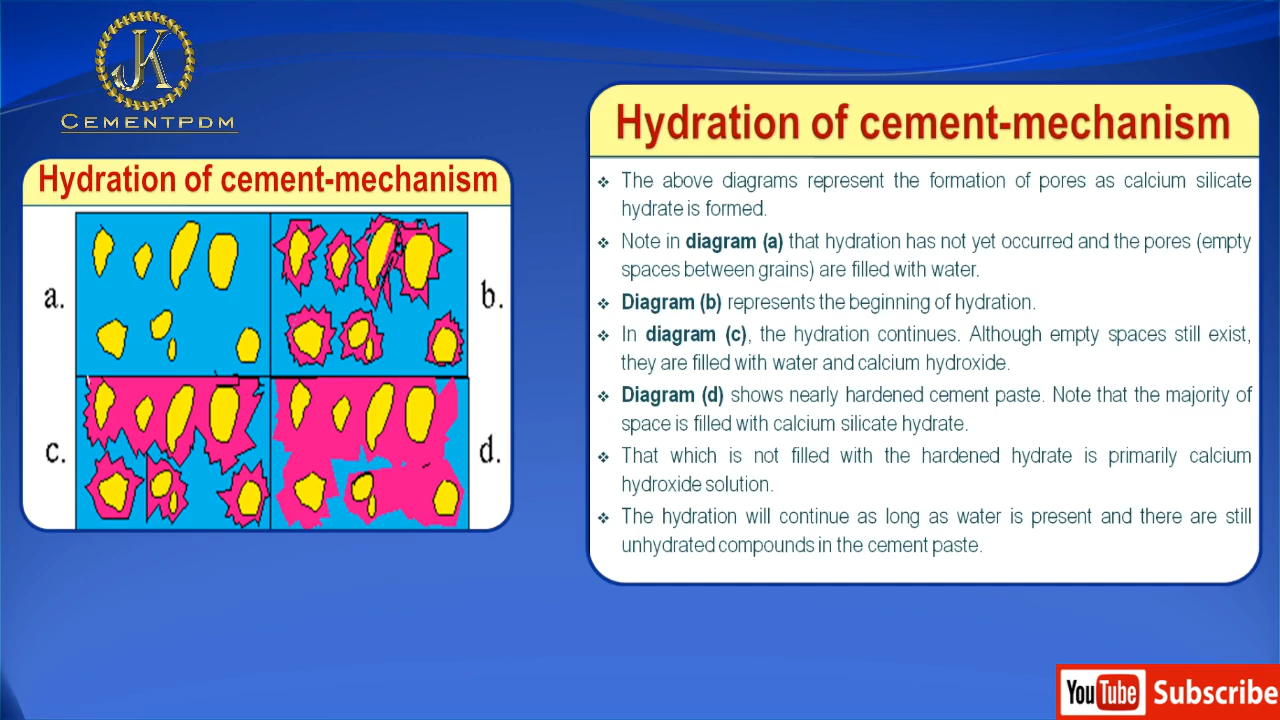 JK
CEMENTPDM
Hydration of cement-mechanism
a.
b.
c.
d.
Hydration of cement-mechanism
❖ The above diagrams represent the formation of pores as calcium silicate
hydrate is formed.
❖ Note in diagram (a) that hydration has not yet occurred and the pores (empty
spaces between grains) are filled with water.
❖ Diagram (b) represents the beginning of hydration.
❖ In diagram (c), the hydration continues. Although empty spaces still exist,
they are filled with water and calcium hydroxide.
❖ Diagram (d) shows nearly hardened cement paste. Note that the majority of
space is filled with calcium silicate hydrate.
❖ That which is not filled with the hardened hydrate is primarily calcium
hydroxide solution.
❖ The hydration will continue as long as water is present and there are still
unhydrated compounds in the cement paste.
YouTube Subscribe